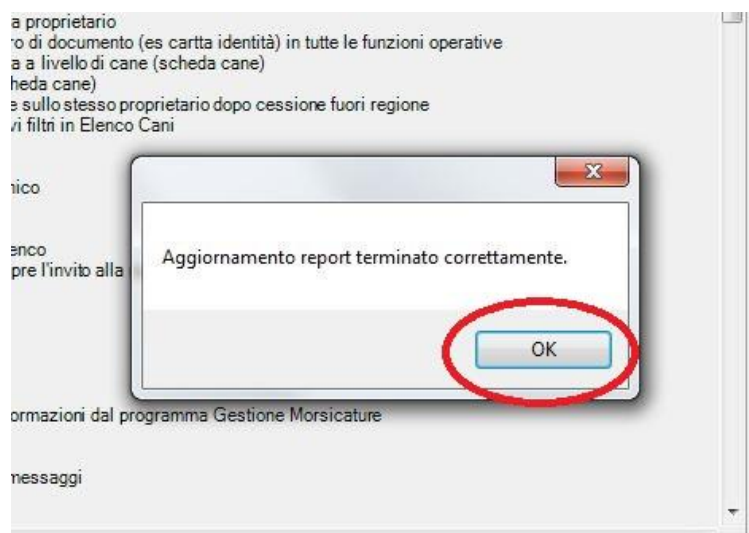 a proprietario
ro di documento (es cartta identità) in tutte le funzioni operative
a a livello di cane (scheda cane)
heda cane)
e sullo stesso proprietario dopo cessione fuori regione
vi filtri in Elenco Cani
nico
enco
pre l'invito alla
Aggiornamento report terminato correttamente.
OK
ormazioni dal programma Gestione Morsicature
messaggi